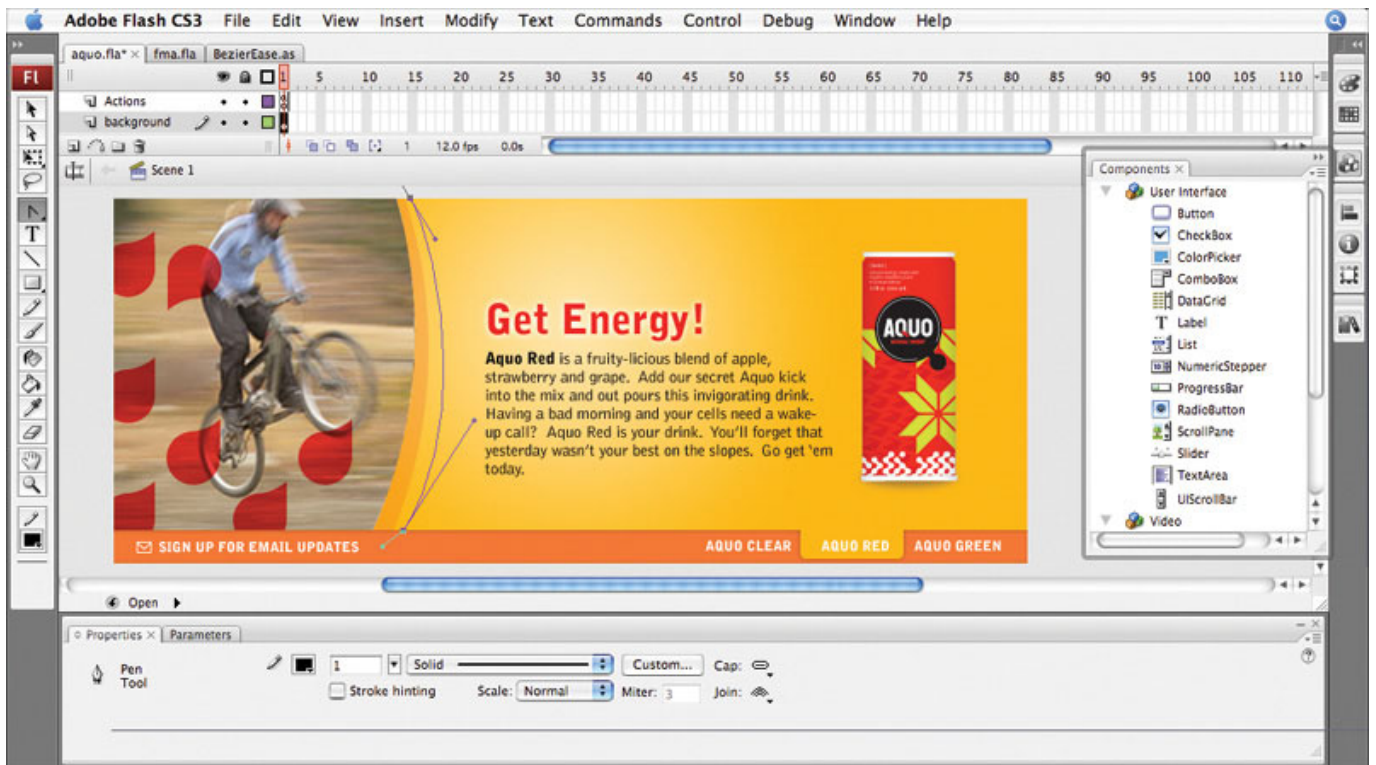 Adobe Flash CS3 File Edit View Insert Modify Text Commands Control Debug Window Help
aquo.fla* × fma.fla BezierEase.as
Fl
1 5 10 15 20 25 30 35 40 45 50 55 60 65 70 75 80 85 90 95 100 105 110
Actions
background
1 12.0 fps 0.0s
Scene 1
Get Energy!
Aquo Red is a fruity-licious blend of apple,
strawberry and grape. Add our secret Aquo kick
into the mix and out pours this invigorating drink.
Having a bad morning and your cells need a wake-
up call? Aquo Red is your drink. You'll forget that
yesterday wasn't your best on the slopes. Go get 'em
today.
AQUO
SIGN UP FOR EMAIL UPDATES
AQUO CLEAR AQUO RED AQUO GREEN
Components ×
User Interface
Button
CheckBox
ColorPicker
ComboBox
DataGrid
Label
List
NumericStepper
ProgressBar
RadioButton
ScrollPane
Slider
TextArea
UIScrollBar
Video
Open
Properties × Parameters
Pen
Tool
1 Solid Custom... Cap:
Stroke hinting Scale: Normal Miter: 3 Join: